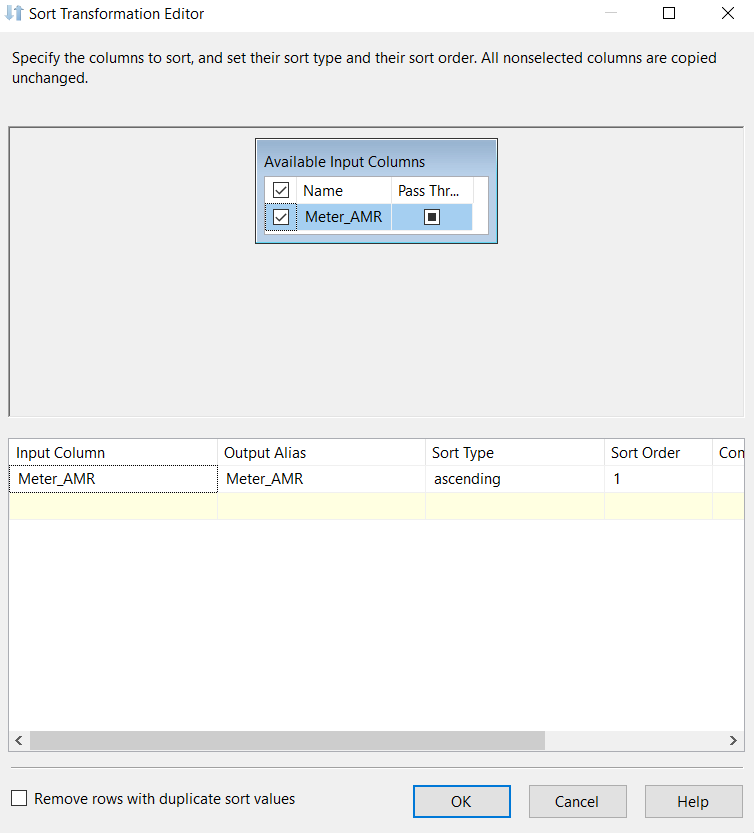 Sort Transformation Editor
Specify the columns to sort, and set their sort type and their sort order. All nonselected columns are copied
unchanged.
Available Input Columns
Name Pass Thr...
Meter_AMR
Input Column Output Alias Sort Type Sort Order Con
Meter_AMR Meter_AMR ascending 1
Remove rows with duplicate sort values OK Cancel Help